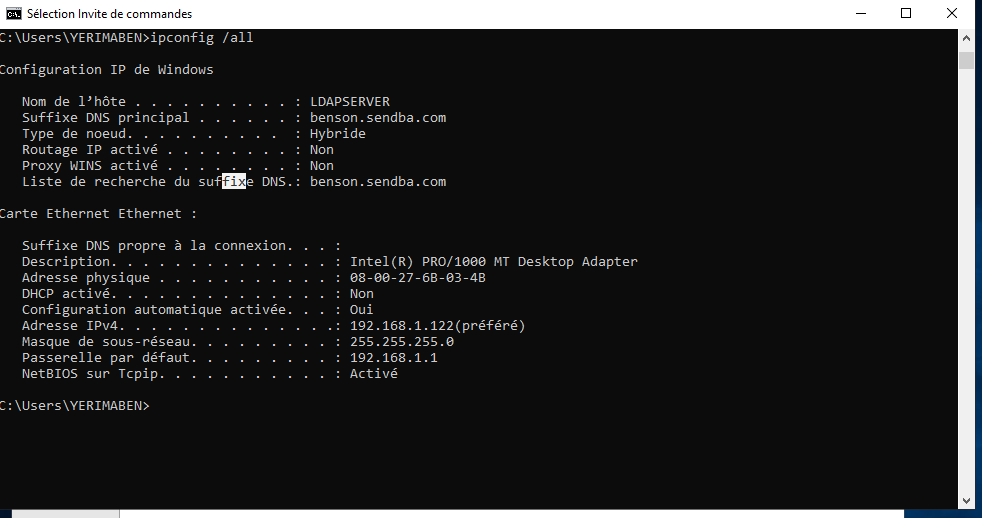 Sélection Invite de commandes
C:\Users\YERIMABEN>ipconfig /all
Configuration IP de Windows
Nom de l’hôte . . . . . . . . . . : LDAPSERVER
Suffixe DNS principal . . . . . . : benson.sendba.com
Type de noeud. . . . . . . . . . : Hybride
Routage IP activé . . . . . . . . : Non
Proxy WINS activé . . . . . . . . : Non
Liste de recherche du suffixe DNS.: benson.sendba.com
Carte Ethernet Ethernet :
Suffixe DNS propre à la connexion. . . :
Description. . . . . . . . . . . . . . : Intel(R) PRO/1000 MT Desktop Adapter
Adresse physique . . . . . . . . . . . : 08-00-27-6B-03-4B
DHCP activé. . . . . . . . . . . . . . : Non
Configuration automatique activée. . . : Oui
Adresse IPv4. . . . . . . . . . . . . .: 192.168.1.122(préféré)
Masque de sous-réseau. . . . . . . . . : 255.255.255.0
Passerelle par défaut. . . . . . . . . : 192.168.1.1
NetBIOS sur Tcpip. . . . . . . . . . . : Activé
C:\Users\YERIMABEN>